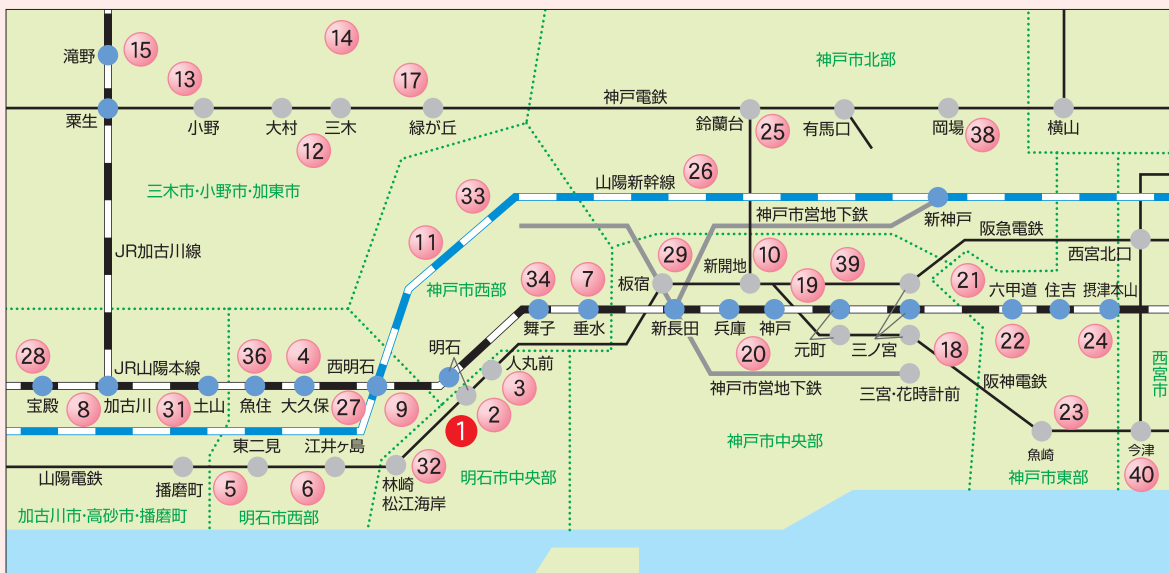 14
15
滝野
神戸市北部
13
17
神戸電鉄
粟生
小野
大村
三木
緑が丘
鈴蘭台
25
有馬口
岡場
38
横山
12
26
三木市・小野市・加東市
山陽新幹線
33
神戸市営地下鉄
新神戸
阪急電鉄
11
JR加古川線
29
新開地
10
39
西宮北口
34
7
板宿
19
21
六甲道
住吉
摂津本山
神戸市西部
舞子
垂水
新長田
兵庫
神戸
28
36
4
明石
20
元町
三ノ宮
18
22
24
西宮市
JR山陽本線
西明石
人丸前
宝殿
8
加古川
31
土山
魚住
大久保
27
9
3
神戸市営地下鉄
三宮・花時計前
阪神電鉄
2
23
1
東二見
江井ヶ島
神戸市中央部
魚崎
今津
山陽電鉄
播磨町
5
6
32
林崎
松江海岸
明石市中央部
神戸市東部
40
加古川市・高砂市・播磨町
明石市西部